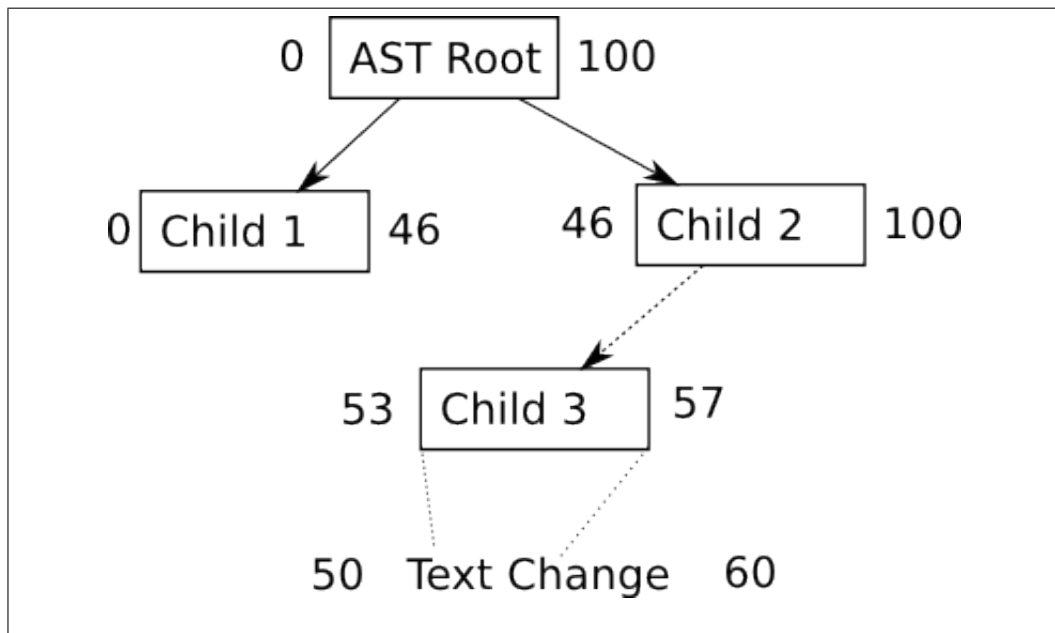 0 AST Root 100
0 Child 1 46
46 Child 2 100
53 Child 3 57
50 Text Change 60